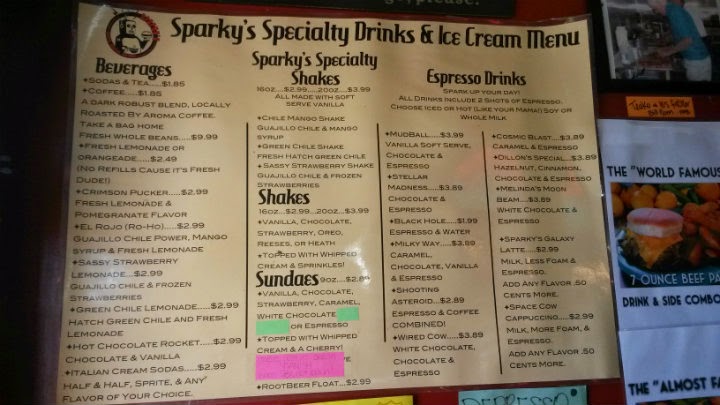 , please.
Sparky's Specialty Drinks & Ice Cream Menu
Beverages
Sodas & Tea.....$1.85
Coffee.....$1.85
A dark robust blend, locally
Roasted By Aroma Coffee.
Take a bag home
Fresh whole beans.....$9.99
Fresh lemonade or
orangeade.....$2.49
(No Refills Cause it's Fresh
Dude!)
Crimson Pucker.....$2.99
Fresh Lemonade &
Pomegranate Flavor
El Rojo (Ro-Ho).....$2.99
Guajillo Chile Power, Mango
syrup & Fresh Lemonade
Sassy Strawberry
Lemonade...$2.99
Guajillo chile & frozen
Strawberries
Green Chile Lemonade.....$2.99
Hatch Green Chile and Fresh
Lemonade
Hot Chocolate Rocket.....$2.99
Chocolate & Vanilla
Italian Cream Sodas.....$2.99
Half & Half, Sprite, & Any
Flavor of Your Choice.
Sparky's Specialty
Shakes
16oz...$2.99.....20oz...$3.99
All made with soft
serve vanilla
Chile Mango Shake
Guajillo Chile & mango
syrup
Green Chile Shake
Fresh Hatch green chile
Sassy Strawberry Shake
Guajillo chile & frozen
Strawberries
Shakes
16oz...$2.99...20oz...$3.99
Vanilla, Chocolate,
Strawberry, Oreo,
Reeses, or Heath
Topped with Whipped
Cream & Sprinkles!
Sundaes 9oz...$2.89
Vanilla, Chocolate,
Strawberry, Caramel,
White Chocolate
or Espresso
Topped with Whipped
Cream & A Cherry!
RootBeer Float...$2.99
Espresso Drinks
Spark up your day!
All Drinks include 2 Shots of Espresso.
Choose Iced or Hot (Like your Mama!) Soy or
Whole Milk
MudBall.....$3.99
Vanilla Soft Serve,
Chocolate &
Espresso
Stellar
Madness.....$3.89
Chocolate &
Espresso
Black Hole.....$1.99
Espresso & Water
Milky Way.....$3.89
Caramel,
Chocolate, Vanilla
& Espresso
Shooting
Asteroid...$2.89
Espresso & Coffee
COMBINED!
Wired Cow.....$3.89
White Chocolate,
Chocolate &
Espresso
Cosmic Blast.....$3.89
Caramel & Espresso
Dillon's Special....$3.89
Hazelnut, Cinnamon,
Chocolate & Espresso
Melinda's Moon
Beam.....$3.89
White Chocolate &
Espresso
Sparky's Galaxy
Latte.....$2.99
Milk, Less Foam &
Espresso.
Add Any Flavor .50
Cents More.
Space Cow
Cappuccino.....$2.99
Milk, More Foam, &
Espresso.
Add Any Flavor .50
Cents More.
THE "WORLD FAMOUS
7 OUNCE BEEF PA
DRINK & SIDE COMBO
THE "ALMOST FA
ESPRESSO